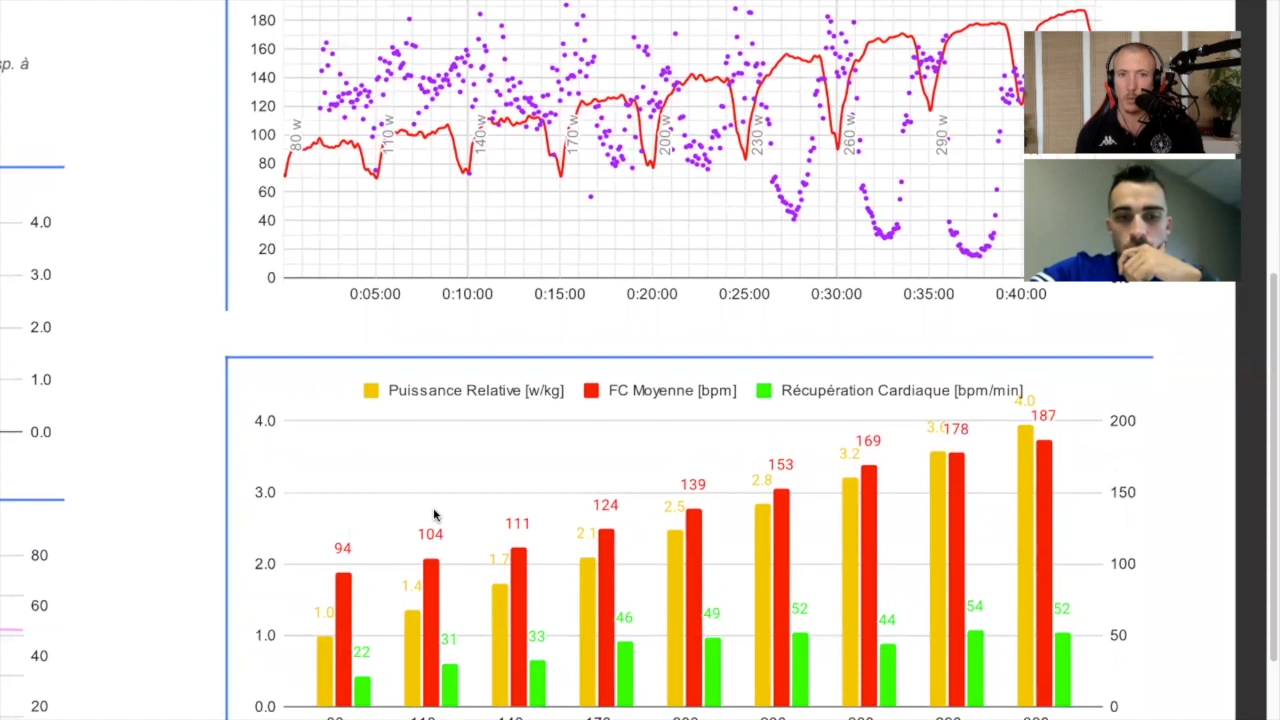 sp. à
4.0
3.0
2.0
1.0
0.0
80
60
40
20
180
160
140
120
100
80
60
40
20
0
80 w
110 w
140 w
170 w
200 w
230 w
260 w
290 w
0:05:00 0:10:00 0:15:00 0:20:00 0:25:00 0:30:00 0:35:00 0:40:00
Puissance Relative [w/kg] FC Moyenne [bpm] Récupération Cardiaque [bpm/min]
4.0
3.0
2.0
1.0
0.0
200
150
100
50
0
1.0 94 22
1.4 104 31
1.7 111 33
2.1 124 46
2.5 139 49
2.8 153 52
3.2 169 44
3.6 178 54
4.0 187 52